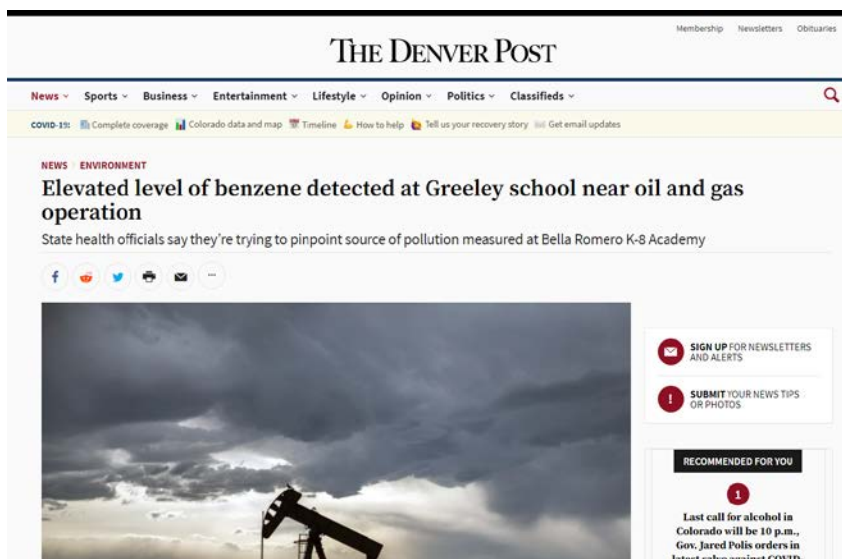 Membership Newsletters Obituaries
THE DENVER POST
News Sports Business Entertainment Lifestyle Opinion Politics Classifieds
COVID-19: Complete coverage Colorado data and map Timeline How to help Tell us your recovery story Get email updates
NEWS ENVIRONMENT
Elevated level of benzene detected at Greeley school near oil and gas
operation
State health officials say they're trying to pinpoint source of pollution measured at Bella Romero K-8 Academy
SIGN UP FOR NEWSLETTERS
AND ALERTS
SUBMIT YOUR NEWS TIPS
OR PHOTOS
RECOMMENDED FOR YOU
1
Last call for alcohol in
Colorado will be 10 p.m.,
Gov. Jared Polis orders in
latest salvo against COVID-